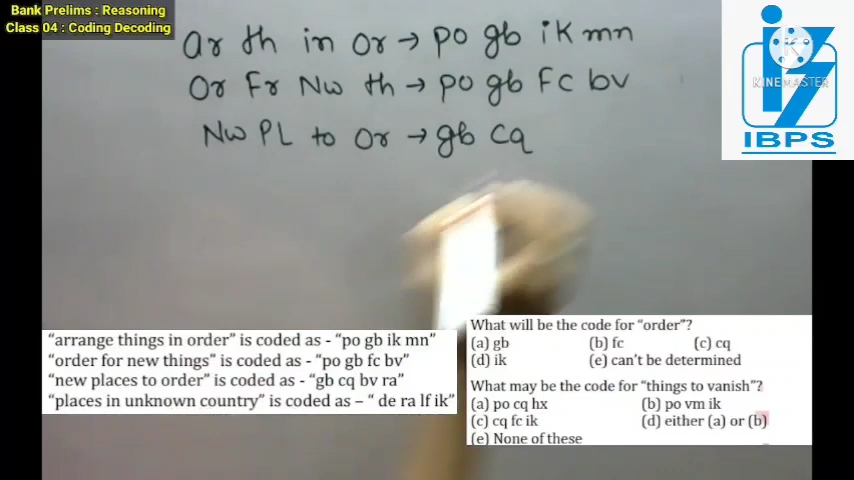 Bank Prelims : Reasoning
Class 04 : Coding Decoding
Ar th in Or → po gb ik mn
Or Fr Nw th → po gb Fc bv
Nw PL to Or → gb cq
KINEMASTER
IBPS
"arrange things in order" is coded as - "po gb ik mn"
"order for new things" is coded as - "po gb fc bv"
"new places to order" is coded as - "gb cq bv ra"
"places in unknown country" is coded as – " de ra lf ik"
What will be the code for "order"?
(a) gb (b) fc (c) cq
(d) ik (e) can't be determined
What may be the code for "things to vanish"?
(a) po cq hx (b) po vm ik
(c) cq fc ik (d) either (a) or (b)
(e) None of these